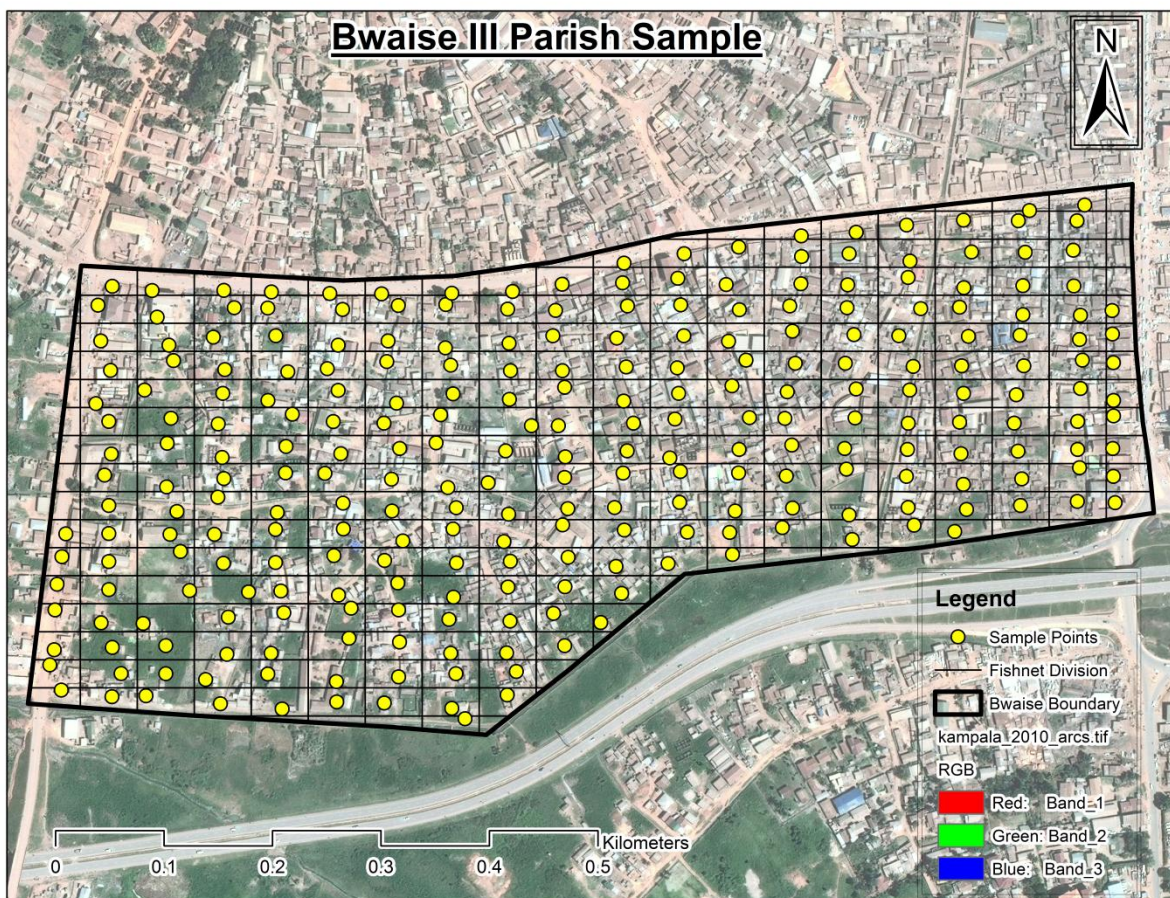 Bwaise III Parish Sample
N
Legend
Sample Points
Fishnet Division
Bwaise Boundary
kampala_2010_arcs.tif
RGB
Red: Band_1
Green: Band_2
Blue: Band_3
Kilometers
0 0.1 0.2 0.3 0.4 0.5